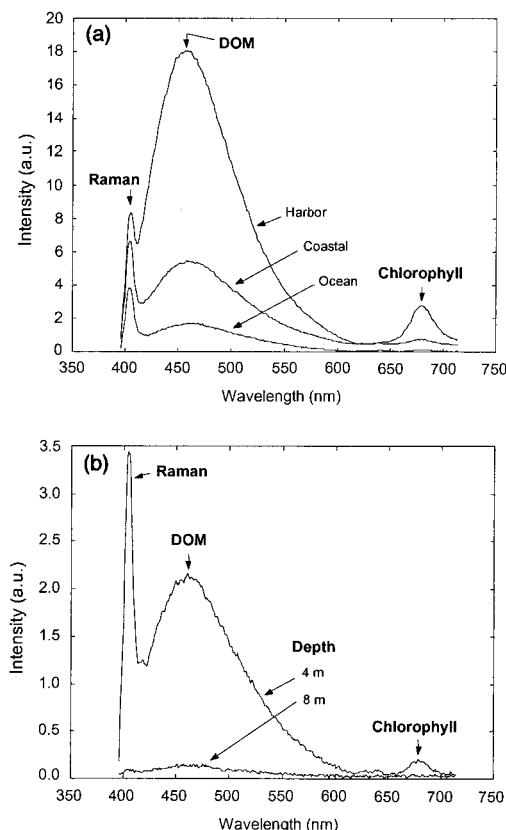 (a)
DOM
Raman
Harbor
Coastal
Ocean
Chlorophyll
Intensity (a.u.)
20
18
16
14
12
10
8
6
4
2
0
350 400 450 500 550 600 650 700 750
Wavelength (nm)
(b)
Raman
DOM
Depth
4 m
8 m
Chlorophyll
Intensity (a.u.)
3.5
3.0
2.5
2.0
1.5
1.0
0.5
0.0
350 400 450 500 550 600 650 700 750
Wavelength (nm)